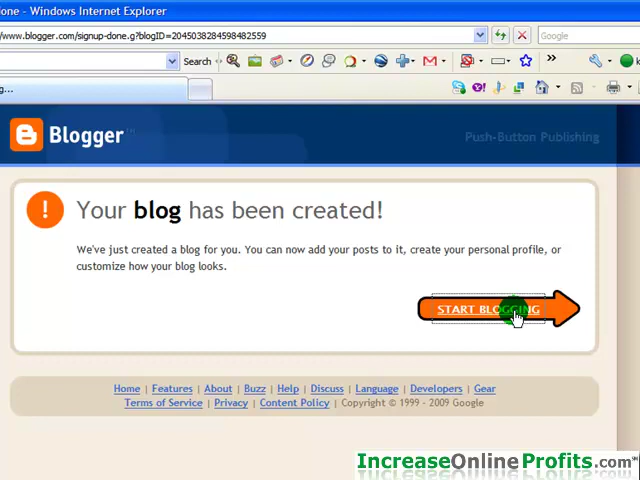 one - Windows Internet Explorer
www.blogger.com/signup-done.g?blogID=2045038284598482559
Google
Search
g...
Blogger™
Push-Button Publishing
! Your blog has been created!
We've just created a blog for you. You can now add your posts to it, create your personal profile, or
customize how your blog looks.
START BLOGGING
Home | Features | About | Buzz | Help | Discuss | Language | Developers | Gear
Terms of Service | Privacy | Content Policy | Copyright © 1999 - 2009 Google
IncreaseOnlineProfits.com℠